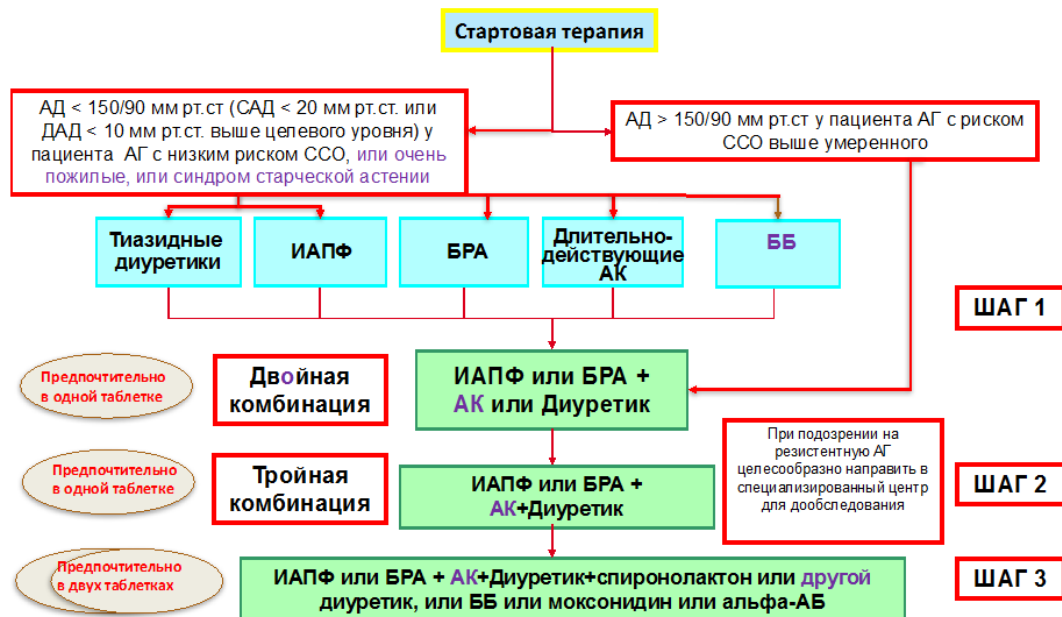 Стартовая терапия
АД < 150/90 мм рт.ст (САД < 20 мм рт.ст. или
ДАД < 10 мм рт.ст. выше целевого уровня) у
пациента АГ с низким риском ССО, или очень
пожилые, или синдром старческой астении
АД > 150/90 мм рт.ст у пациента АГ с риском
ССО выше умеренного
Тиазидные
диуретики
ИАПФ
БРА
Длительно-
действующие
АК
ББ
ШАГ 1
Предпочтительно
в одной таблетке
Двойная
комбинация
ИАПФ или БРА +
АК или Диуретик
Предпочтительно
в одной таблетке
Тройная
комбинация
ИАПФ или БРА +
АК+Диуретик
При подозрении на
резистентную АГ
целесообразно направить в
специализированный центр
для дообследования
ШАГ 2
Предпочтительно
в двух таблетках
ИАПФ или БРА + АК+Диуретик+спиронолактон или другой
диуретик, или ББ или моксонидин или альфа-АБ
ШАГ 3